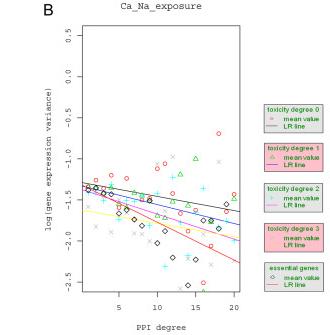 B
Ca_Na_exposure
log(gene expression variance)
0.5
0.0
−0.5
−1.0
−1.5
−2.0
−2.5
5
10
15
20
PPI degree
toxicity degree 0
mean value
LR line
toxicity degree 1
mean value
LR line
toxicity degree 2
mean value
LR line
toxicity degree 3
mean value
LR line
essential genes
mean value
LR line